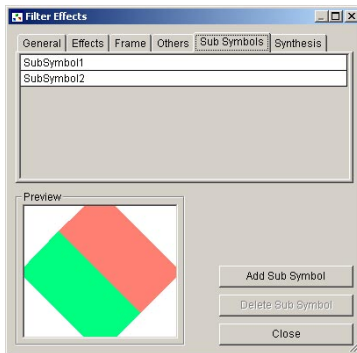 Filter Effects
General Effects Frame Others Sub Symbols Synthesis
SubSymbol1
SubSymbol2
Preview
Add Sub Symbol
Delete Sub Symbol
Close